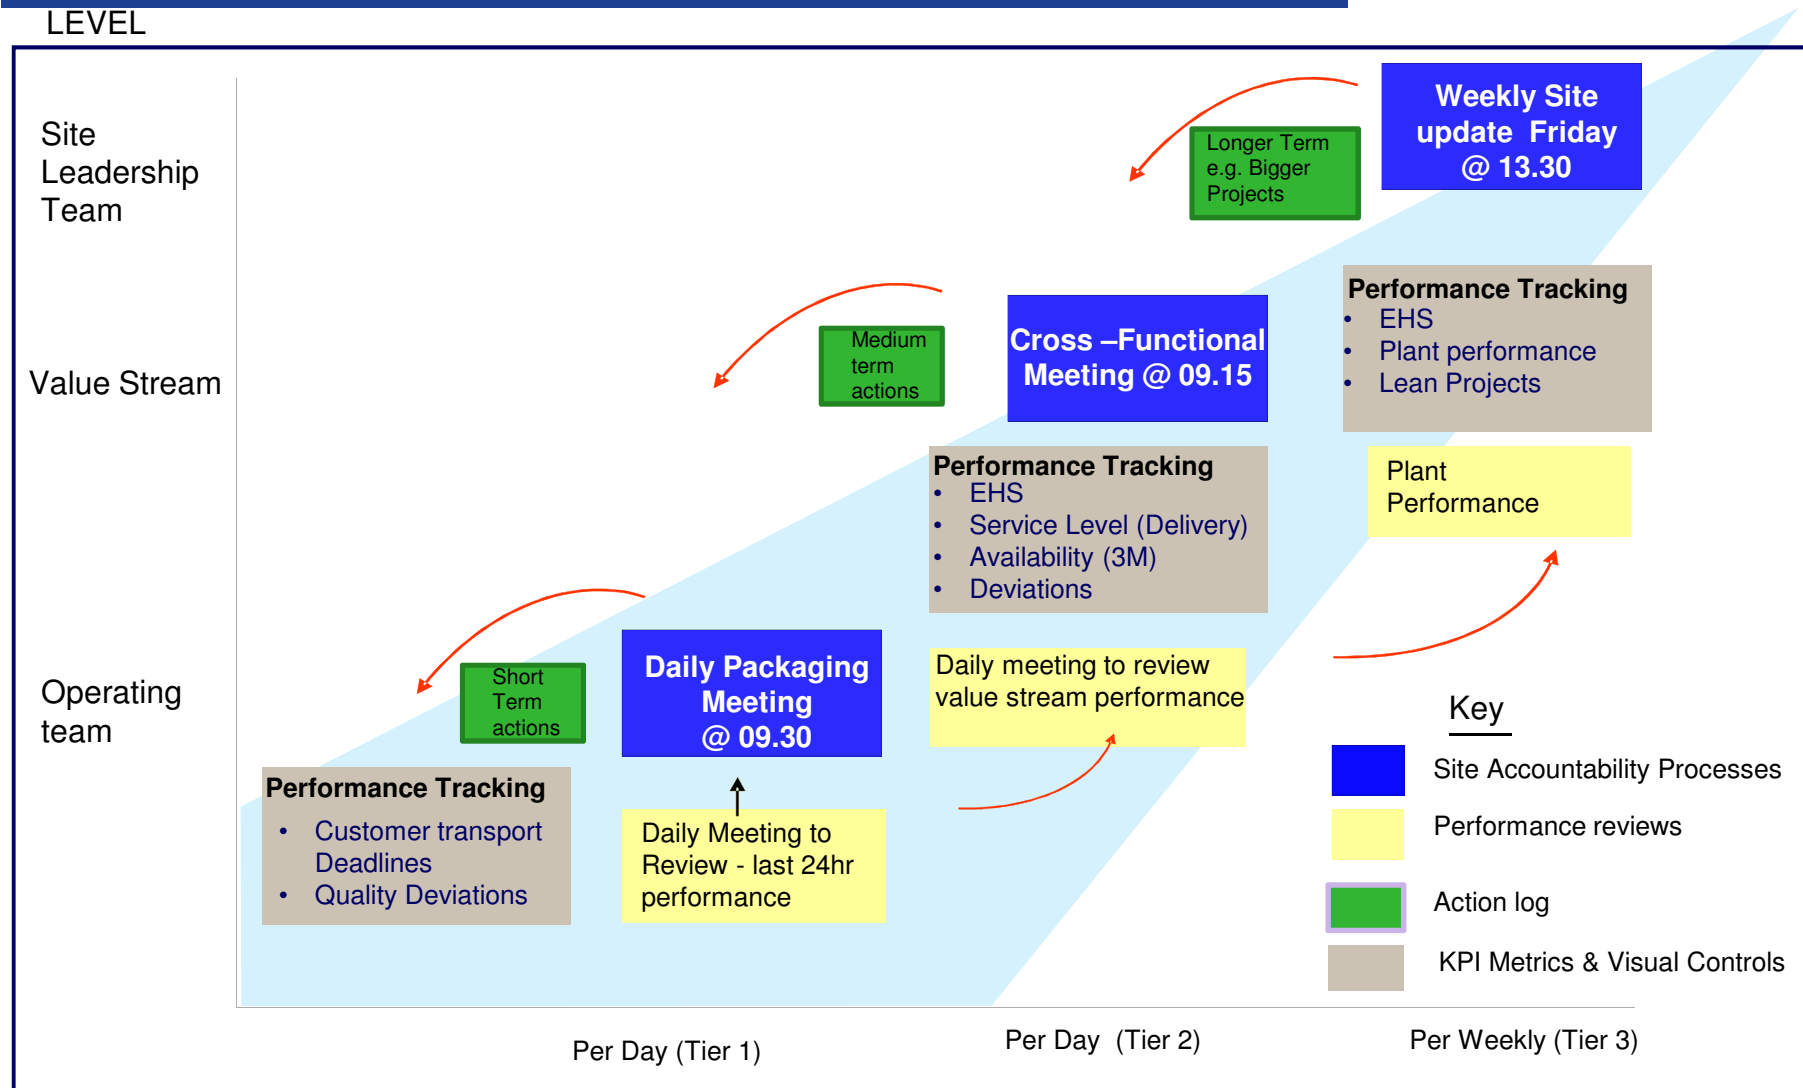 LEVEL
Site
Leadership
Team
Longer Term
e.g. Bigger
Projects
Weekly Site
update  Friday
@ 13.30
Value Stream
Medium
term
actions
Cross –Functional
Meeting @ 09.15
Performance Tracking
• EHS
• Plant performance
• Lean Projects
Performance Tracking
• EHS
• Service Level (Delivery)
• Availability (3M)
• Deviations
Plant
Performance
Operating
team
Short
Term
actions
Daily Packaging
Meeting
@ 09.30
Daily meeting to review
value stream performance
Performance Tracking
• Customer transport
Deadlines
• Quality Deviations
Daily Meeting to
Review - last 24hr
performance
Key
Site Accountability Processes
Performance reviews
Action log
KPI Metrics & Visual Controls
Per Day (Tier 1)
Per Day  (Tier 2)
Per Weekly (Tier 3)